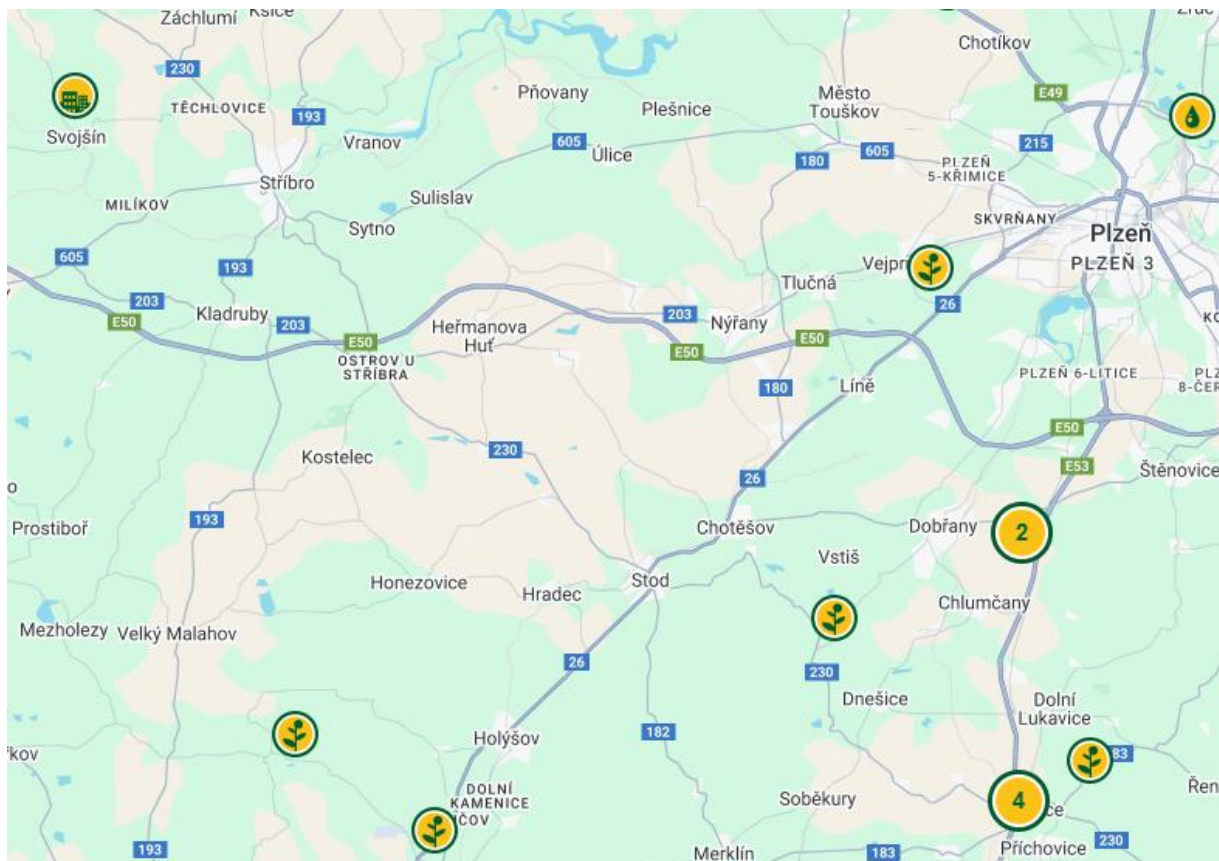 Záchlumí
Kšice
230
Chotíkov
E49
TĚCHLOVICE
193
Pňovany
Plešnice
Město
Touškov
Svojšín
Vranov
605
Úlice
180
605
215
PLZEŇ
5-KŘIMICE
Stříbro
MILÍKOV
Sulislav
Sytno
SKVRŇANY
Plzeň
PLZEŇ 3
605
193
203
Kladruby
E50
203
E50
OSTROV U
STŘÍBRA
Heřmanova
Huť
203
Nýřany
E50
Tlučná
E50
26
180
Líně
PLZEŇ 6-LITICE
E50
E53
Štěnovice
Kostelec
230
26
Prostiboř
193
Chotěšov
Dobřany
2
Vstiš
Honezovice
Hradec
Stod
Chlumčany
Mezholezy
Velký Malahov
26
230
Dnešice
Dolní
Lukavice
Holýšov
182
DOLNÍ
KAMENICE
Soběkury
4
193
Merklín
183
Příchovice
230